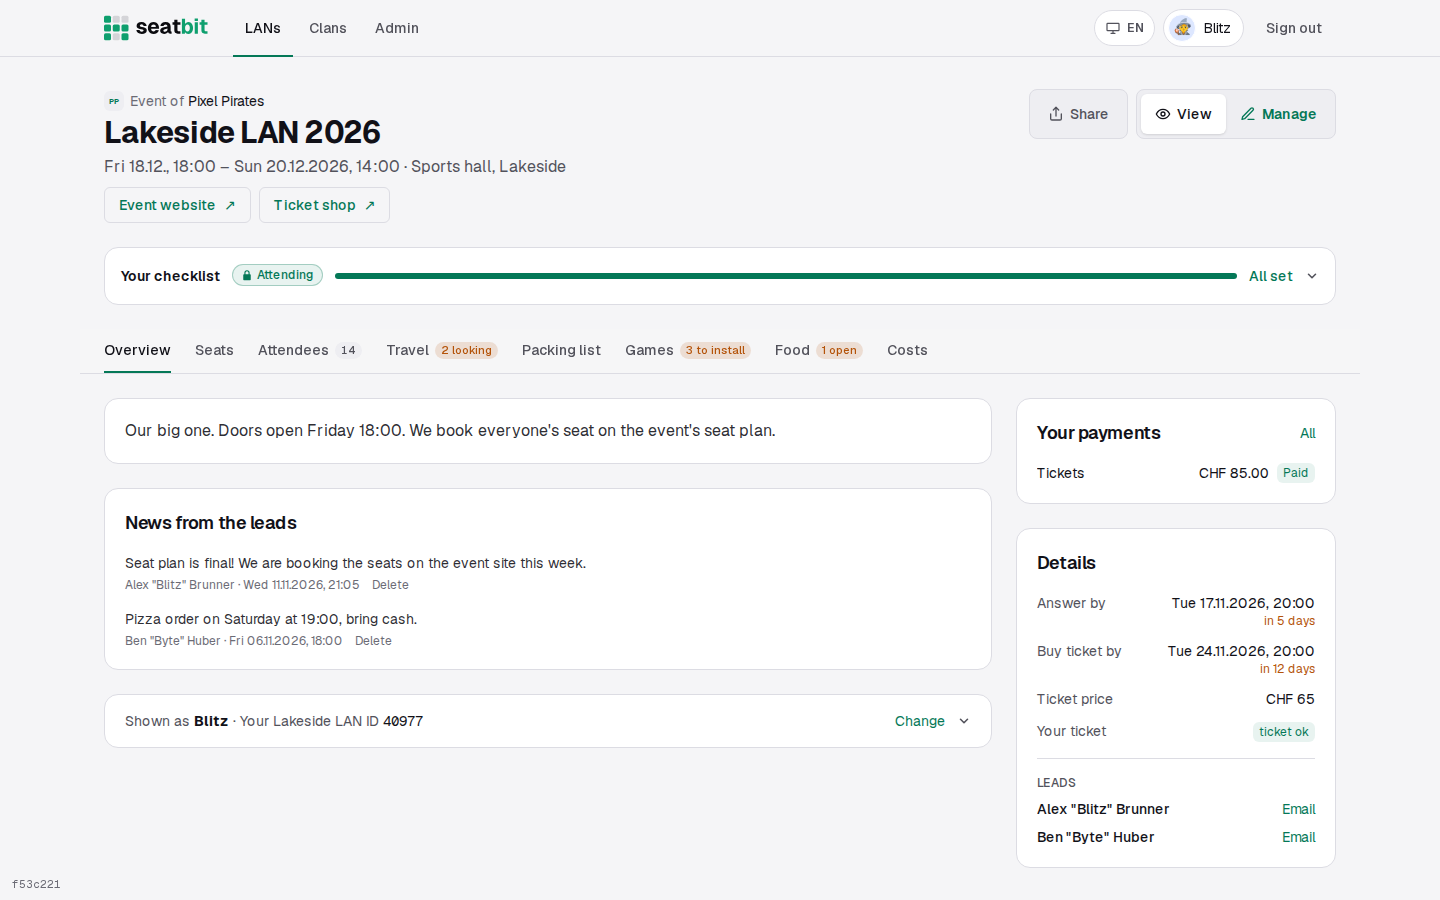 seatbit LANs Clans Admin EN Blitz Sign out
PP Event of Pixel Pirates
Lakeside LAN 2026
Fri 18.12., 18:00 – Sun 20.12.2026, 14:00 · Sports hall, Lakeside
Share View Manage
Event website ↗ Ticket shop ↗
Your checklist Attending All set
Overview Seats Attendees 14 Travel 2 looking Packing list Games 3 to install Food 1 open Costs
Our big one. Doors open Friday 18:00. We book everyone's seat on the event's seat plan.
News from the leads
Seat plan is final! We are booking the seats on the event site this week.
Alex "Blitz" Brunner · Wed 11.11.2026, 21:05 Delete
Pizza order on Saturday at 19:00, bring cash.
Ben "Byte" Huber · Fri 06.11.2026, 18:00 Delete
Shown as Blitz · Your Lakeside LAN ID 40977 Change
Your payments All
Tickets CHF 85.00 Paid
Details
Answer by Tue 17.11.2026, 20:00
in 5 days
Buy ticket by Tue 24.11.2026, 20:00
in 12 days
Ticket price CHF 65
Your ticket ticket ok
LEADS
Alex "Blitz" Brunner Email
Ben "Byte" Huber Email
f53c221